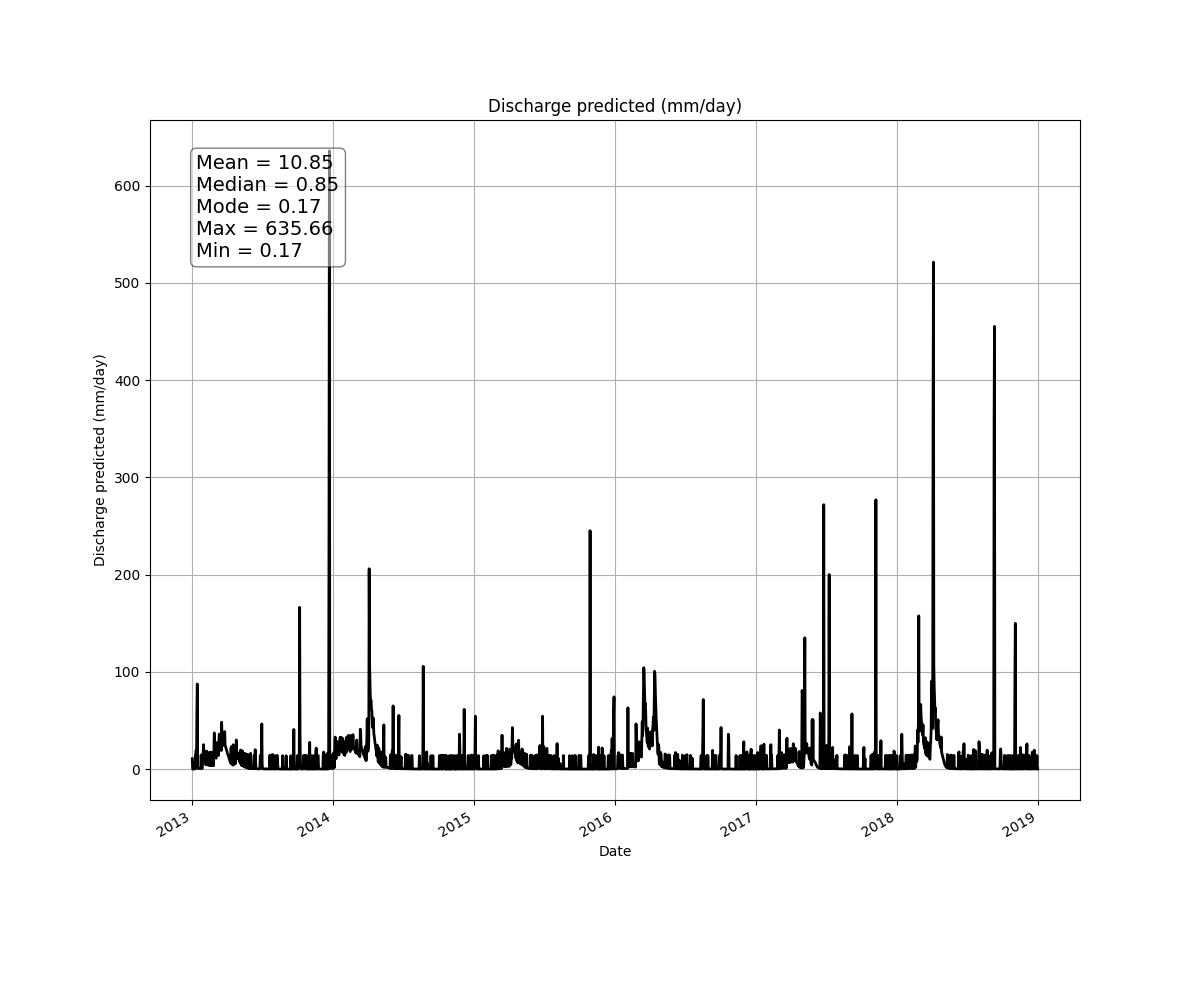 Discharge predicted (mm/day)
Mean = 10.85
Median = 0.85
Mode = 0.17
Max = 635.66
Min = 0.17
600
500
400
300
200
100
0
Discharge predicted (mm/day)
2013
2014
2015
2016
2017
2018
2019
Date